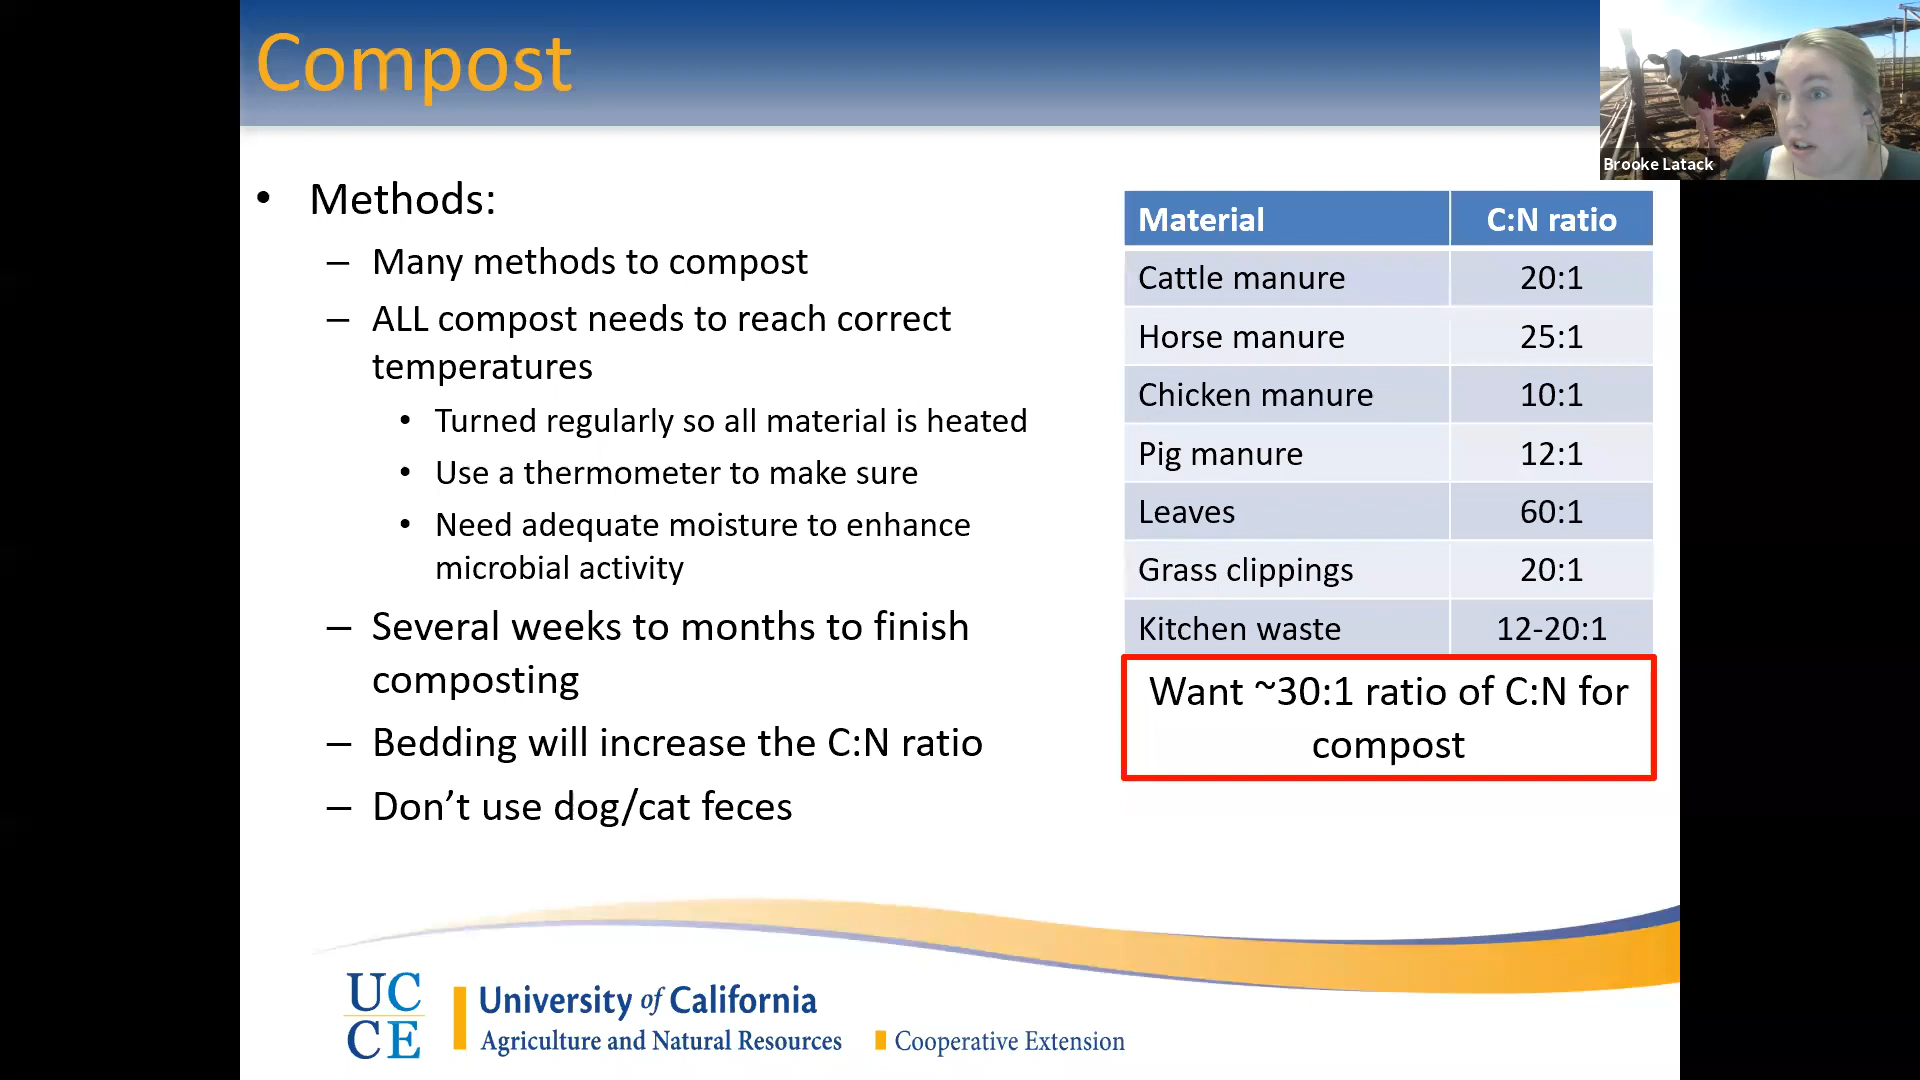 Compost
Brooke Latack
• Methods:
– Many methods to compost
– ALL compost needs to reach correct
temperatures
• Turned regularly so all material is heated
• Use a thermometer to make sure
• Need adequate moisture to enhance
microbial activity
– Several weeks to months to finish
composting
– Bedding will increase the C:N ratio
– Don’t use dog/cat feces
Material C:N ratio
Cattle manure 20:1
Horse manure 25:1
Chicken manure 10:1
Pig manure 12:1
Leaves 60:1
Grass clippings 20:1
Kitchen waste 12-20:1
Want ~30:1 ratio of C:N for
compost
UC
CE
University of California
Agriculture and Natural Resources Cooperative Extension